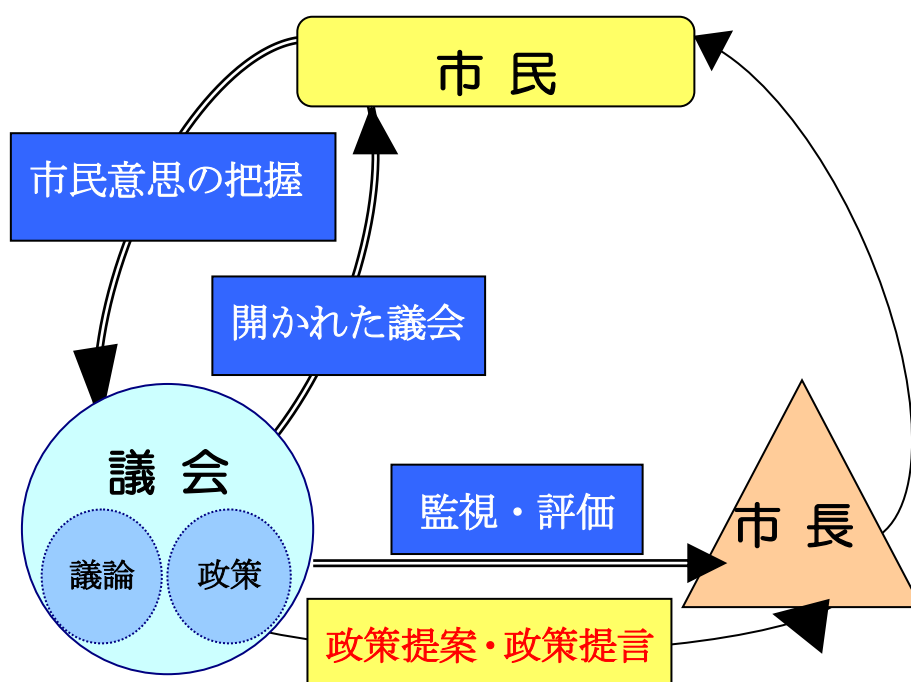 市 民
市民意思の把握
開かれた議会
議 会
議論
政策
監視・評価
市 長
政策提案・政策提言